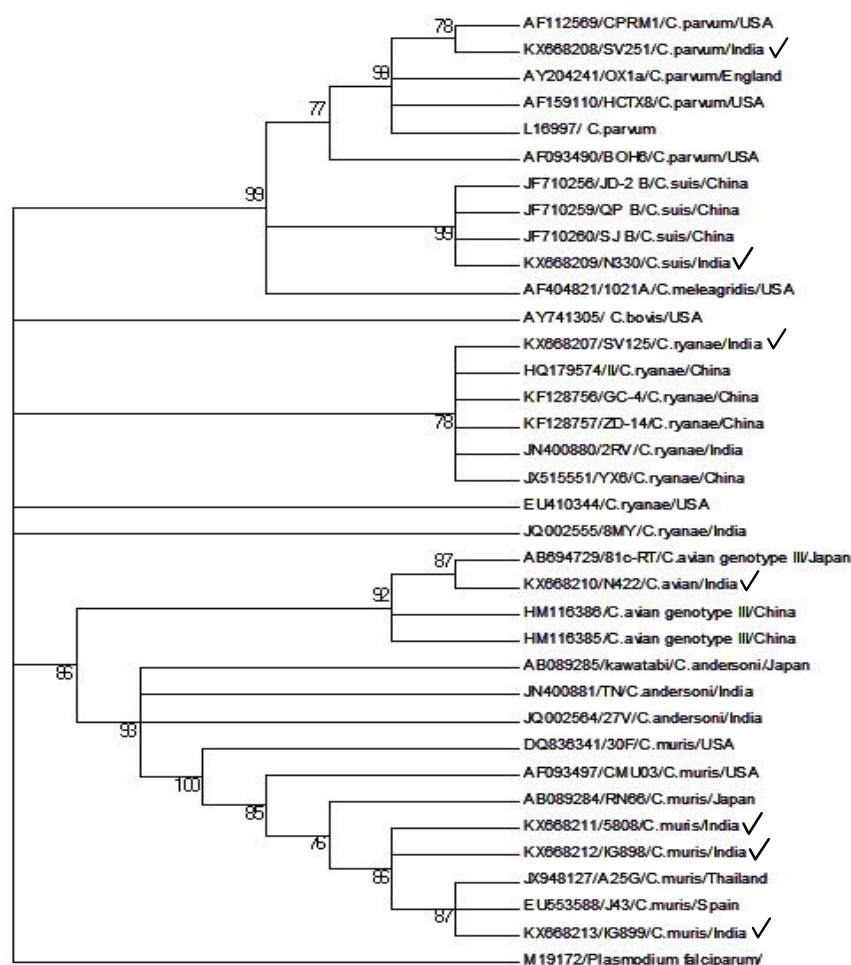 AF112569/CPRM1/C.parvum/USA
78
KX668208/SV251/C.parvum/India ✓
99
AY204241/OX1a/C.parvum/England
AF159110/HCTX8/C.parvum/USA
77
L16997/ C.parvum
AF093490/BOH6/C.parvum/USA
99
JF710256/JD-2 B/C.suis/China
JF710259/QP B/C.suis/China
99
JF710260/SJ B/C.suis/China
KX668209/N330/C.suis/India ✓
AF404821/1021A/C.meleagridis/USA
AY741305/ C.bovis/USA
KX668207/SV125/C.ryanae/India ✓
HQ179574/II/C.ryanae/China
KF128756/GC-4/C.ryanae/China
78
KF128757/ZD-14/C.ryanae/China
JN400880/2RV/C.ryanae/India
JX515551/YX6/C.ryanae/China
EU410344/C.ryanae/USA
JQ002555/8MY/C.ryanae/India
87
AB694729/81c-RT/C.avian genotype III/Japan
KX668210/N422/C.avian/India ✓
92
HM116386/C.avian genotype III/China
HM116385/C.avian genotype III/China
86
AB089285/kawatabi/C.andersoni/Japan
JN400881/TN/C.andersoni/India
93
JQ002564/27V/C.andersoni/India
DQ836341/30F/C.muris/USA
100
AF093497/CMU03/C.muris/USA
85
AB089284/RN66/C.muris/Japan
76
KX668211/5808/C.muris/India ✓
KX668212/IG898/C.muris/India ✓
86
JX948127/A25G/C.muris/Thailand
87
EU553588/J43/C.muris/Spain
KX668213/IG899/C.muris/India ✓
M19172/Plasmodium falciparum/